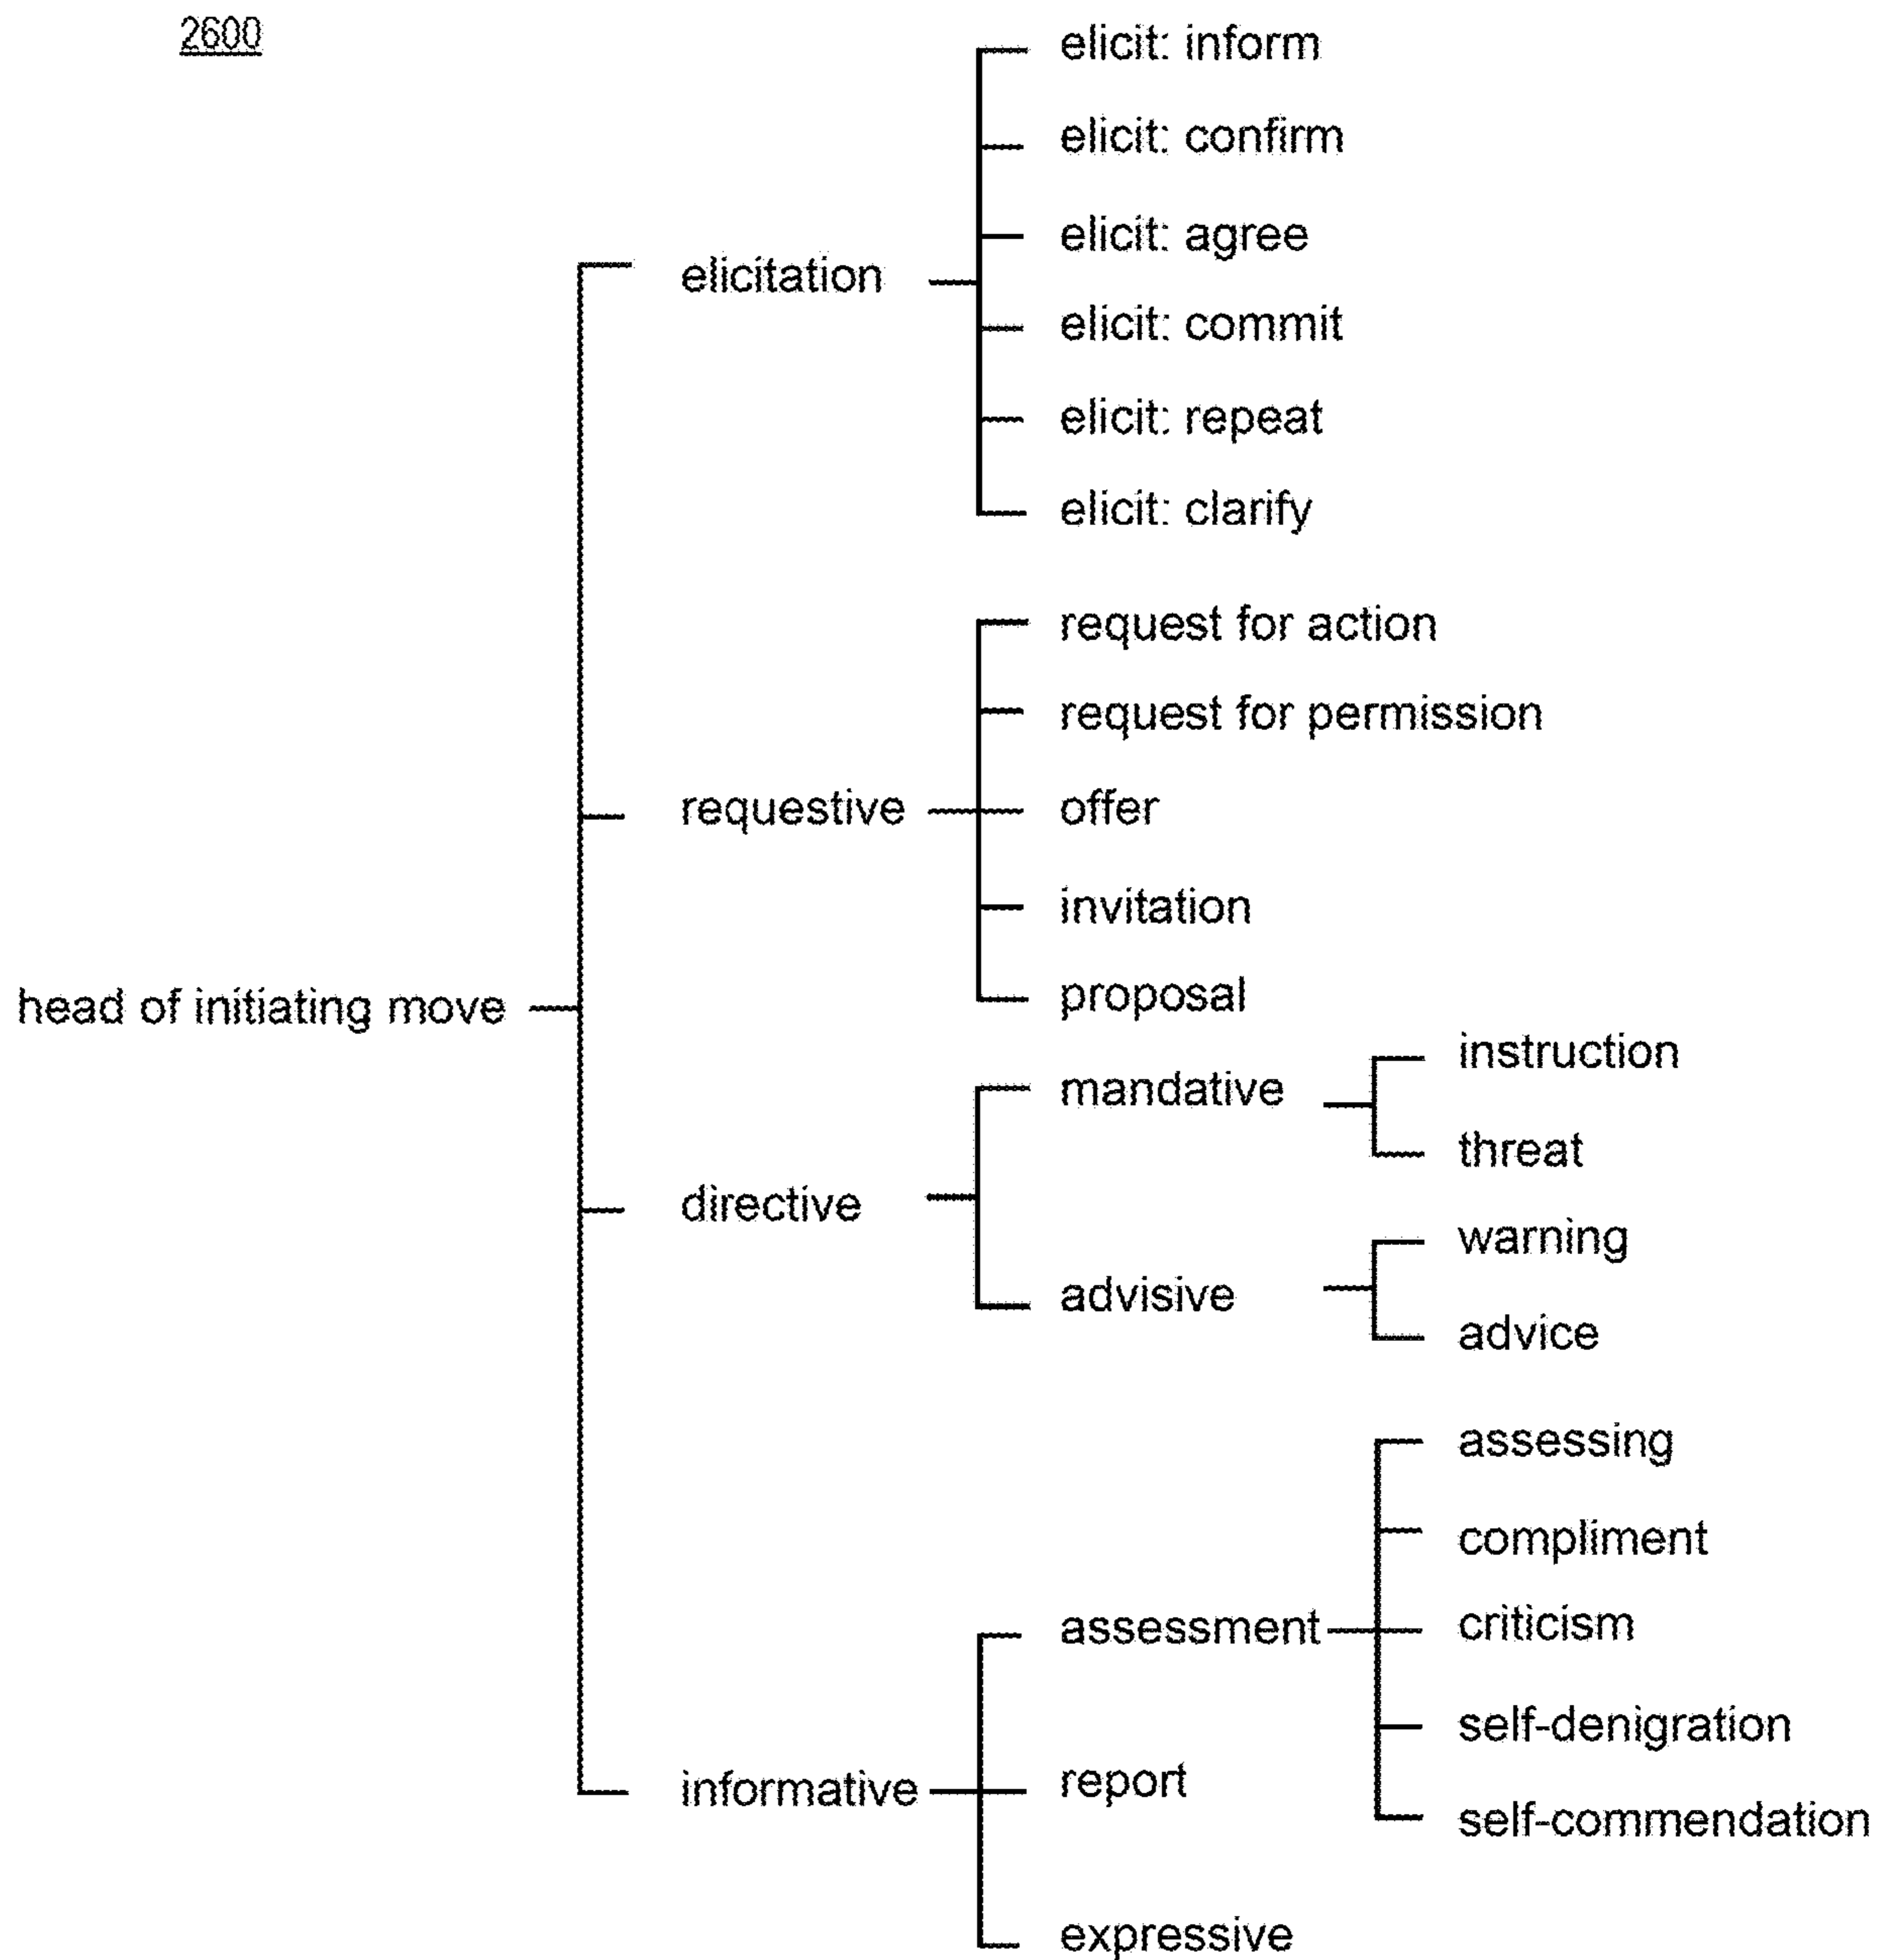 2600
elicit: inform
elicit: confirm
elicit: agree
elicitation
elicit: commit
elicit: repeat
elicit: clarify
request for action
request for permission
requestive
offer
invitation
proposal
head of initiating move
instruction
mandative
threat
directive
warning
advisive
advice
assessing
compliment
assessment
criticism
self-denigration
report
informative
self-commendation
expressive